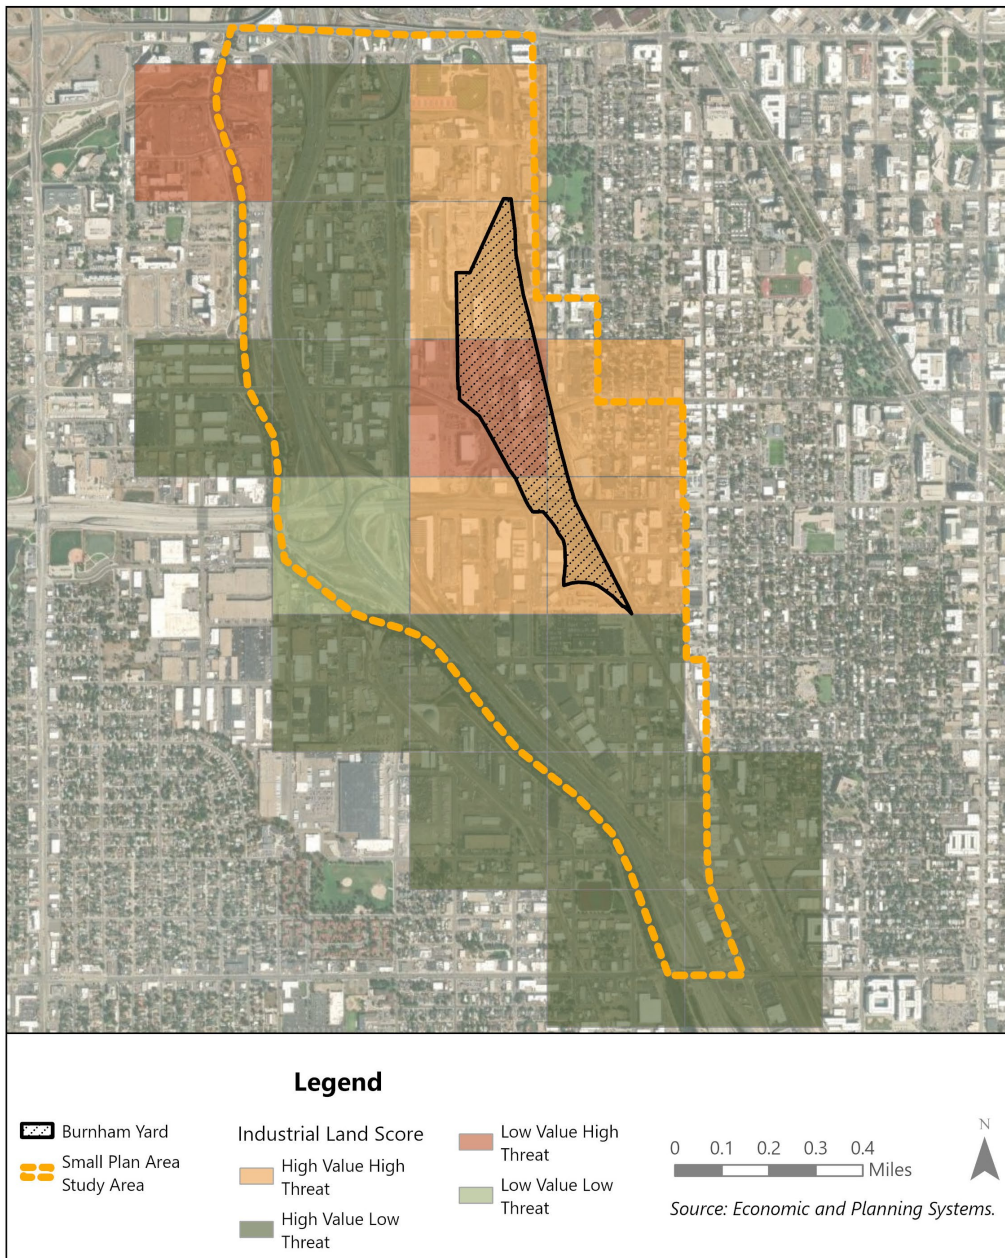 Legend
Burnham Yard
Small Plan Area
Study Area
Industrial Land Score
High Value High
Threat
High Value Low
Threat
Low Value High
Threat
Low Value Low
Threat
0 0.1 0.2 0.3 0.4
Miles
N
Source: Economic and Planning Systems.